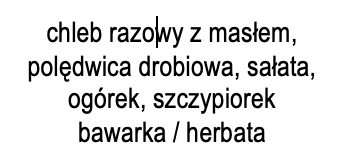 chleb razowy z masłem,
polędwica drobiowa, sałata,
ogórek, szczypiorek
bawarka / herbata